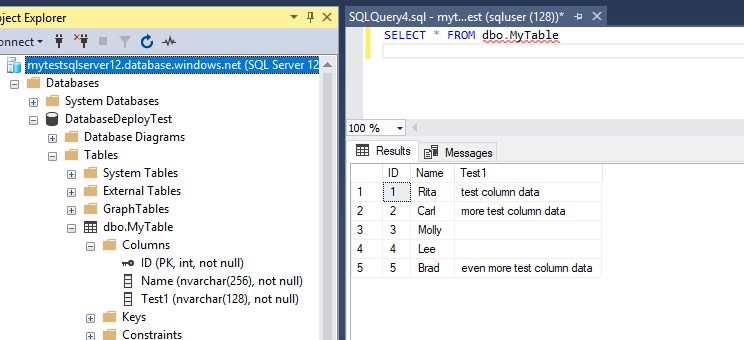 oject Explorer
onnect
mytestsqlserver12.database.windows.net (SQL Server 12
Databases
System Databases
DatabaseDeployTest
Database Diagrams
Tables
System Tables
External Tables
GraphTables
dbo.MyTable
Columns
ID (PK, int, not null)
Name (nvarchar(256), not null)
Test1 (nvarchar(128), not null)
Keys
Constraints
SQLQuery4.sql - myt...est (sqluser (128))*
SELECT * FROM dbo.MyTable
100 %
Results Messages
ID Name Test1
1 1 Rita test column data
2 2 Carl more test column data
3 3 Molly
4 4 Lee
5 5 Brad even more test column data